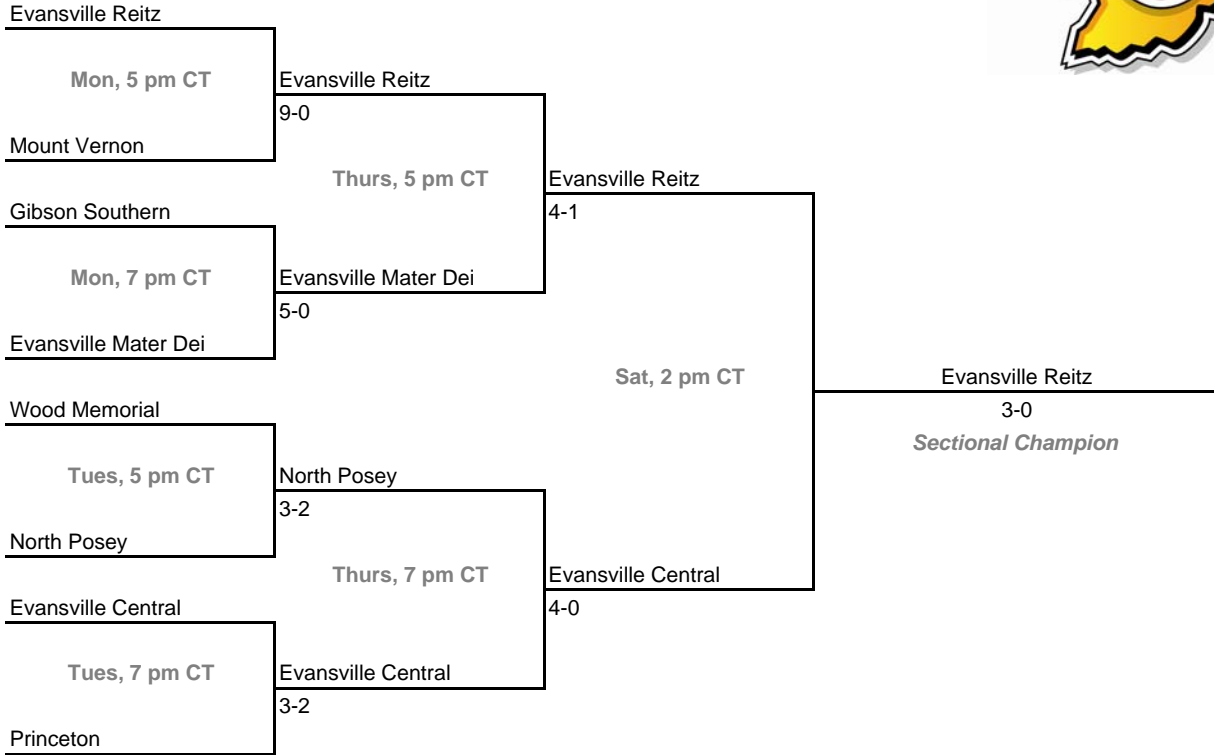 Evansville Reitz
Mon, 5 pm CT
Evansville Reitz
9-0
Mount Vernon
Thurs, 5 pm CT
Evansville Reitz
4-1
Gibson Southern
Mon, 7 pm CT
Evansville Mater Dei
5-0
Evansville Mater Dei
Sat, 2 pm CT
Evansville Reitz
3-0
Sectional Champion
Wood Memorial
Tues, 5 pm CT
North Posey
3-2
North Posey
Thurs, 7 pm CT
Evansville Central
4-0
Evansville Central
Tues, 7 pm CT
Evansville Central
3-2
Princeton